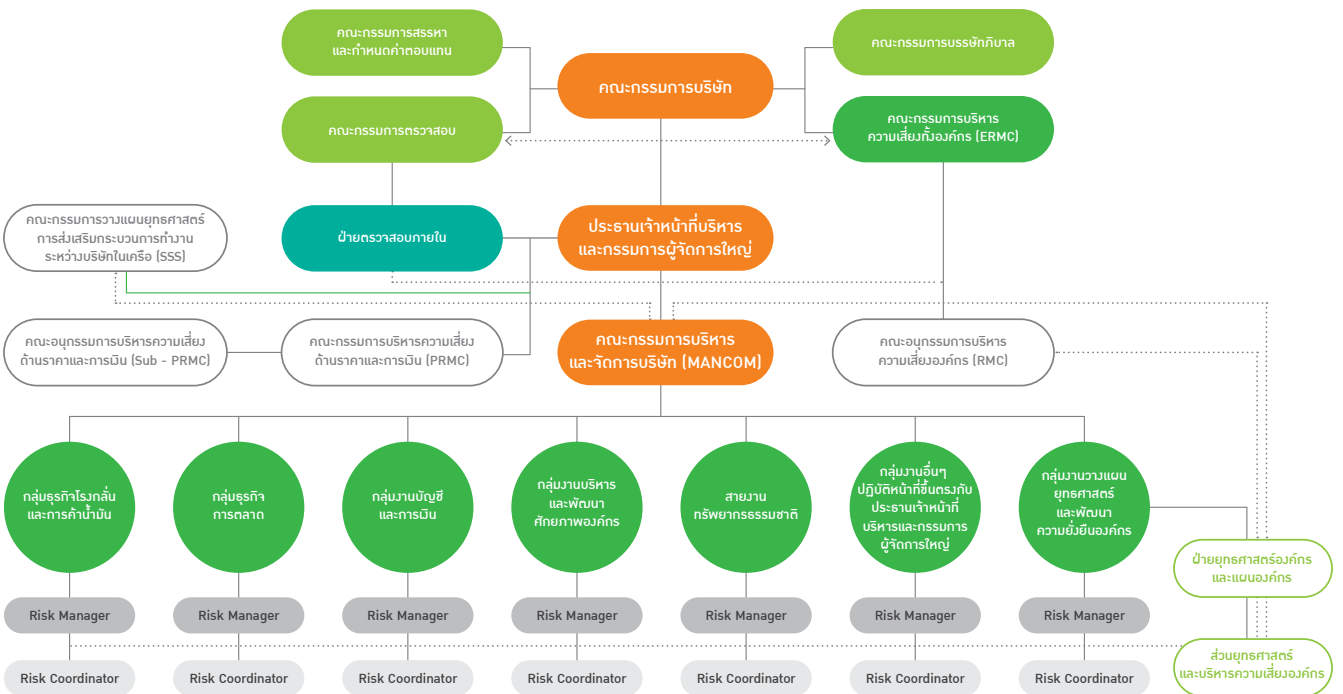 คณะกรรมการสรรหา
และกำหนดค่าตอบแทน
คณะกรรมการบริษัท
คณะกรรมการบรรษัทภิบาล
คณะกรรมการตรวจสอบ
คณะกรรมการบริหาร
ความเสี่ยงทั้งองค์กร (ERMC)
คณะกรรมการวางแผนยุทธศาสตร์
การส่งเสริมกระบวนการทำงาน
ระหว่างบริษัทในเครือ (SSS)
ฝ่ายตรวจสอบภายใน
ประธานเจ้าหน้าที่บริหาร
และกรรมการผู้จัดการใหญ่
คณะอนุกรรมการบริหารความเสี่ยง
ด้านราคาและการเงิน (Sub - PRMC)
คณะกรรมการบริหารความเสี่ยง
ด้านราคาและการเงิน (PRMC)
คณะกรรมการบริหาร
และจัดการบริษัท (MANCOM)
คณะอนุกรรมการบริหาร
ความเสี่ยงองค์กร (RMC)
กลุ่มธุรกิจโรงกลั่น
และการค้าน้ำมัน
กลุ่มธุรกิจ
การตลาด
กลุ่มงานบัญชี
และการเงิน
กลุ่มงานบริหาร
และพัฒนา
ศักยภาพองค์กร
สายงาน
ทรัพยากรธรรมชาติ
กลุ่มงานอื่นๆ
ปฏิบัติหน้าที่ขึ้นตรงกับ
ประธานเจ้าหน้าที่
บริหารและกรรมการ
ผู้จัดการใหญ่
กลุ่มงานวางแผน
ยุทธศาสตร์
และพัฒนา
ความยั่งยืนองค์กร
ฝ่ายยุทธศาสตร์องค์กร
และแผนองค์กร
Risk Manager
Risk Manager
Risk Manager
Risk Manager
Risk Manager
Risk Manager
Risk Manager
ส่วนยุทธศาสตร์
และบริหารความเสี่ยงองค์กร
Risk Coordinator
Risk Coordinator
Risk Coordinator
Risk Coordinator
Risk Coordinator
Risk Coordinator
Risk Coordinator